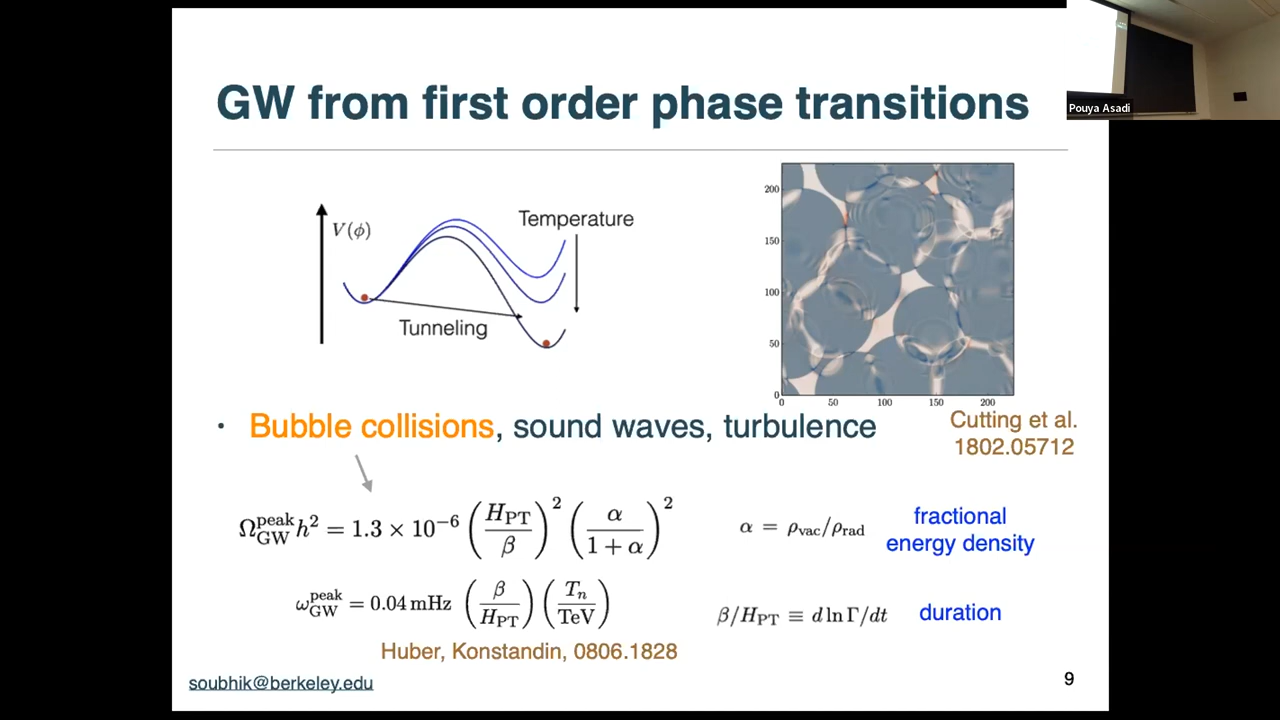 GW from first order phase transitions
Pouya Asadi
V(ϕ)
Temperature
Tunneling
200
150
100
50
0
0 50 100 150 200
• Bubble collisions, sound waves, turbulence
Cutting et al.
1802.05712
Ω_GW^peak h² = 1.3 × 10⁻⁶ (H_PT/β)² (α/(1 + α))²
α = ρ_vac/ρ_rad
fractional
energy density
ω_GW^peak = 0.04 mHz (β/H_PT) (T_n/TeV)
β/H_PT ≡ d ln Γ/dt
duration
Huber, Konstandin, 0806.1828
soubhik@berkeley.edu
9